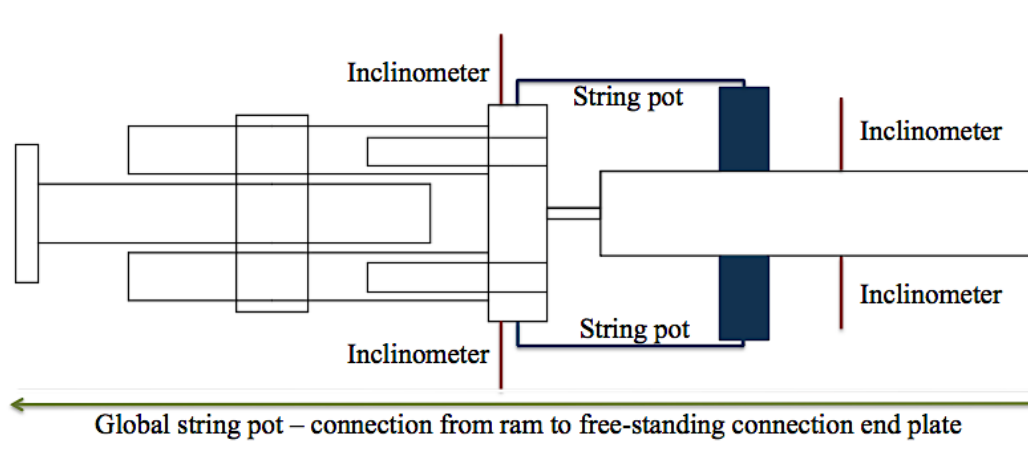 Inclinometer
String pot
Inclinometer
Inclinometer
String pot
Inclinometer
Global string pot – connection from ram to free-standing connection end plate